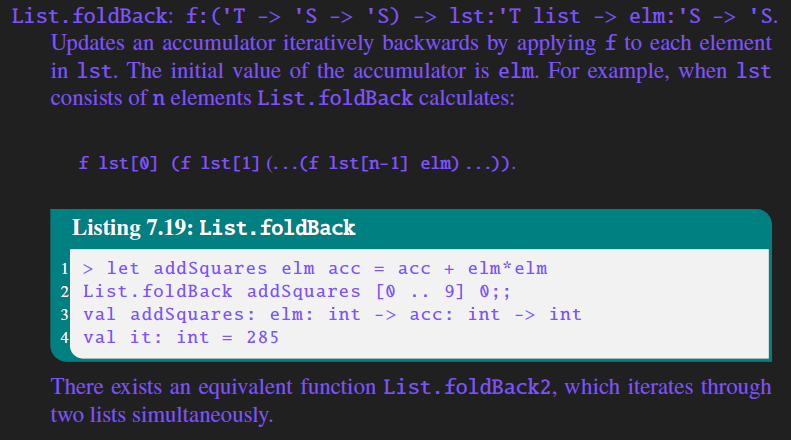 List.foldBack: f:('T -> 'S -> 'S) -> lst:'T list -> elm:'S -> 'S.
Updates an accumulator iteratively backwards by applying f to each element
in lst. The initial value of the accumulator is elm. For example, when lst
consists of n elements List.foldBack calculates:
f lst[0] (f lst[1] (...(f lst[n-1] elm) ...)).
Listing 7.19: List.foldBack
1 > let addSquares elm acc = acc + elm*elm
2 List.foldBack addSquares [0 .. 9] 0;;
3 val addSquares: elm: int -> acc: int -> int
4 val it: int = 285
There exists an equivalent function List.foldBack2, which iterates through
two lists simultaneously.